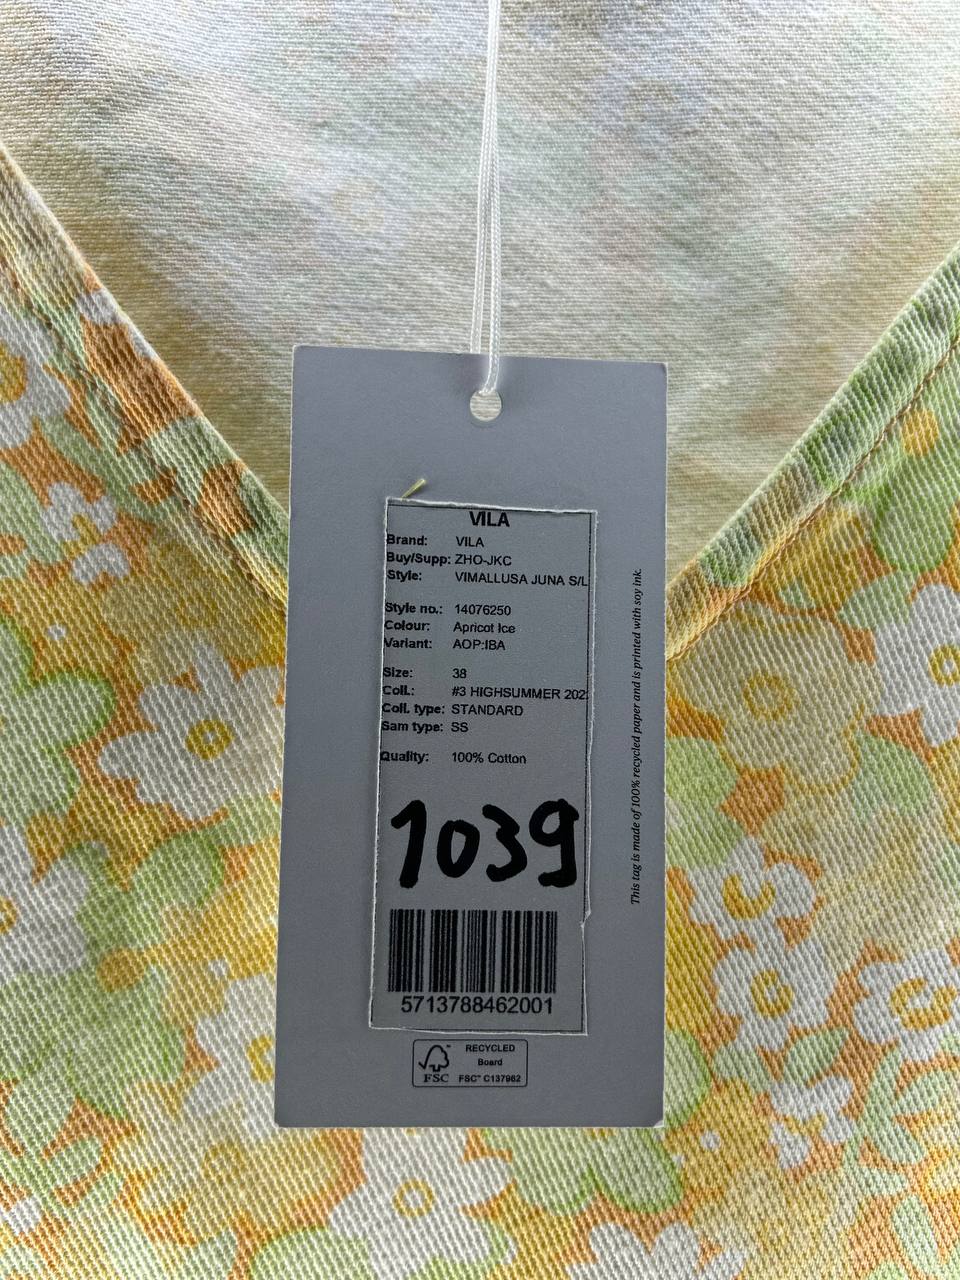 VILA
Brand: VILA
Buy/Supp: ZHO-JKC
Style: VIMALLUSA JUNA S/L
Style no.: 14076250
Colour: Apricot Ice
Variant: AOP:IBA
Size: 38
Coll.: #3 HIGHSUMMER 202
Coll. type: STANDARD
Sam type: SS
Quality: 100% Cotton
1039
5713788462001
RECYCLED
Board
FSC™ C137962
FSC™
This tag is made of 100% recycled paper and is printed with soy ink.